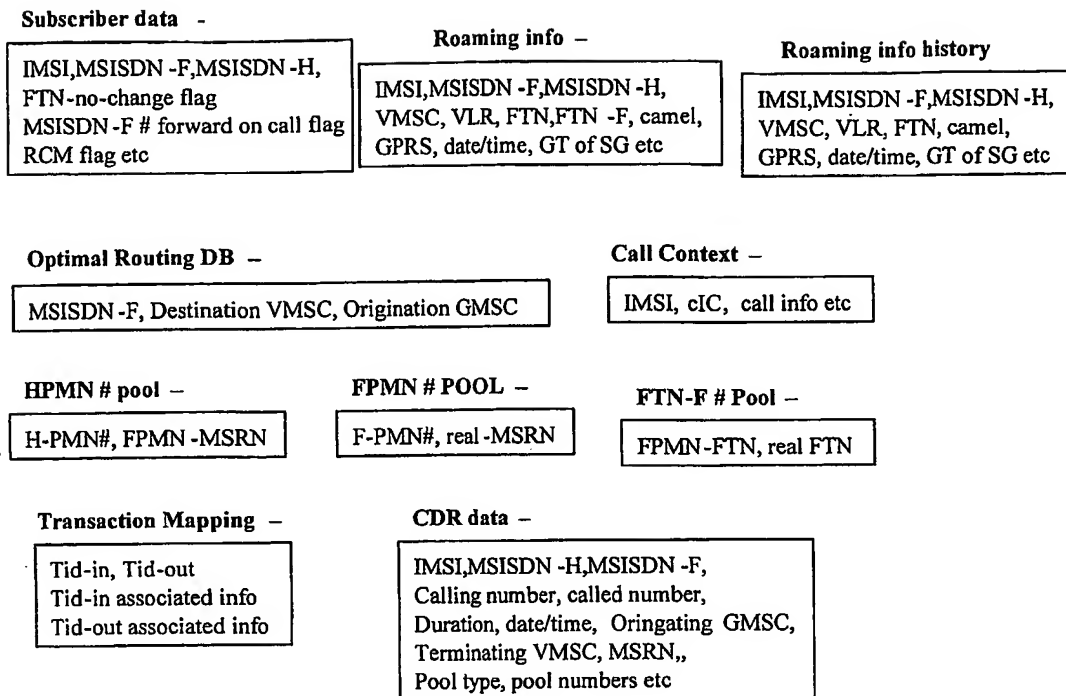 Subscriber data -
IMSI,MSISDN -F,MSISDN -H,
FTN-no-change flag
MSISDN-F # forward on call flag
RCM flag etc
Roaming info –
IMSI,MSISDN -F,MSISDN -H,
VMSC, VLR, FTN,FTN -F, camel,
GPRS, date/time, GT of SG etc
Roaming info history
IMSI,MSISDN -F,MSISDN -H,
VMSC, VLR, FTN, camel,
GPRS, date/time, GT of SG etc
Optimal Routing DB –
MSISDN -F, Destination VMSC, Origination GMSC
Call Context –
IMSI, cIC, call info etc
HPMN # pool –
H-PMN#, FPMN -MSRN
FPMN # POOL –
F-PMN#, real -MSRN
FTN-F # Pool –
FPMN -FTN, real FTN
Transaction Mapping –
Tid-in, Tid-out
Tid-in associated info
Tid-out associated info
CDR data –
IMSI,MSISDN -H,MSISDN -F,
Calling number, called number,
Duration, date/time, Oringating GMSC,
Terminating VMSC, MSRN,,
Pool type, pool numbers etc